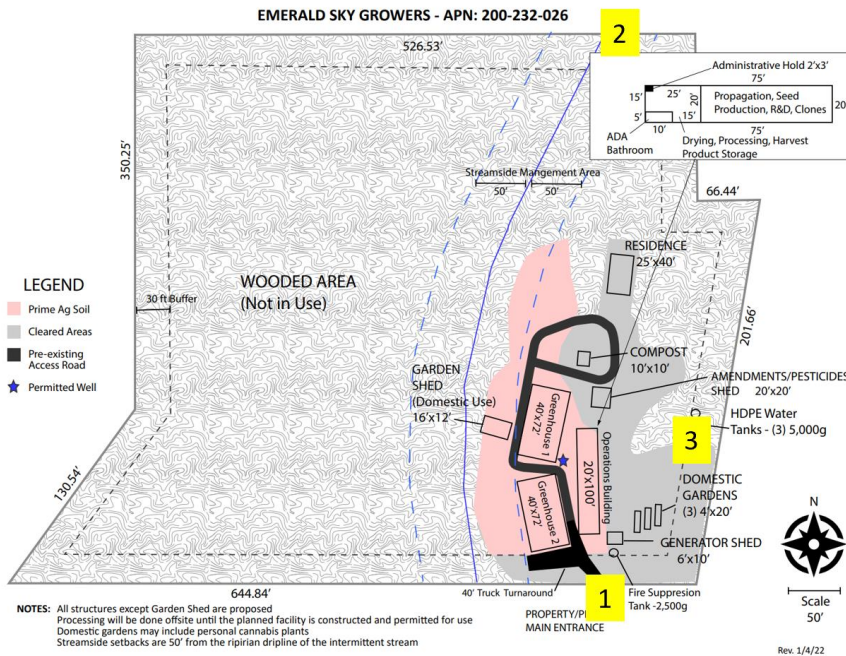 EMERALD SKY GROWERS - APN: 200-232-026
526.53'
2
Administrative Hold 2'x3'
75'
15'
25'
20'
Propagation, Seed
Production, R&D, Clones
20
5'
15'
10'
75'
ADA
Bathroom
Drying, Processing, Harvest
Product Storage
350.25'
Streamside Mangement Area
50'
50'
66.44'
RESIDENCE
25'x40'
WOODED AREA
(Not in Use)
LEGEND
Prime Ag Soil
Cleared Areas
Pre-existing
Access Road
Permitted Well
30 ft Buffer
201.66'
COMPOST
10'x10'
GARDEN
SHED
(Domestic Use)
16'x12'
AMENDMENTS/PESTICIDES
SHED 20'x20'
Greenhouse 1
40'x72'
HDPE Water
Tanks - (3) 5,000g
3
Operations Building
20'x100'
130.54'
Greenhouse 2
40'x72'
DOMESTIC
GARDENS
(3) 4'x20'
GENERATOR SHED
6'x10'
N
644.84'
40' Truck Turnaround
1
Fire Suppresion
Tank -2,500g
PROPERTY/
MAIN ENTRANCE
Scale
50'
NOTES: All structures except Garden Shed are proposed
Processing will be done offsite until the planned facility is constructed and permitted for use
Domestic gardens may include personal cannabis plants
Streamside setbacks are 50' from the ripirian dripline of the intermittent stream
Rev. 1/4/22